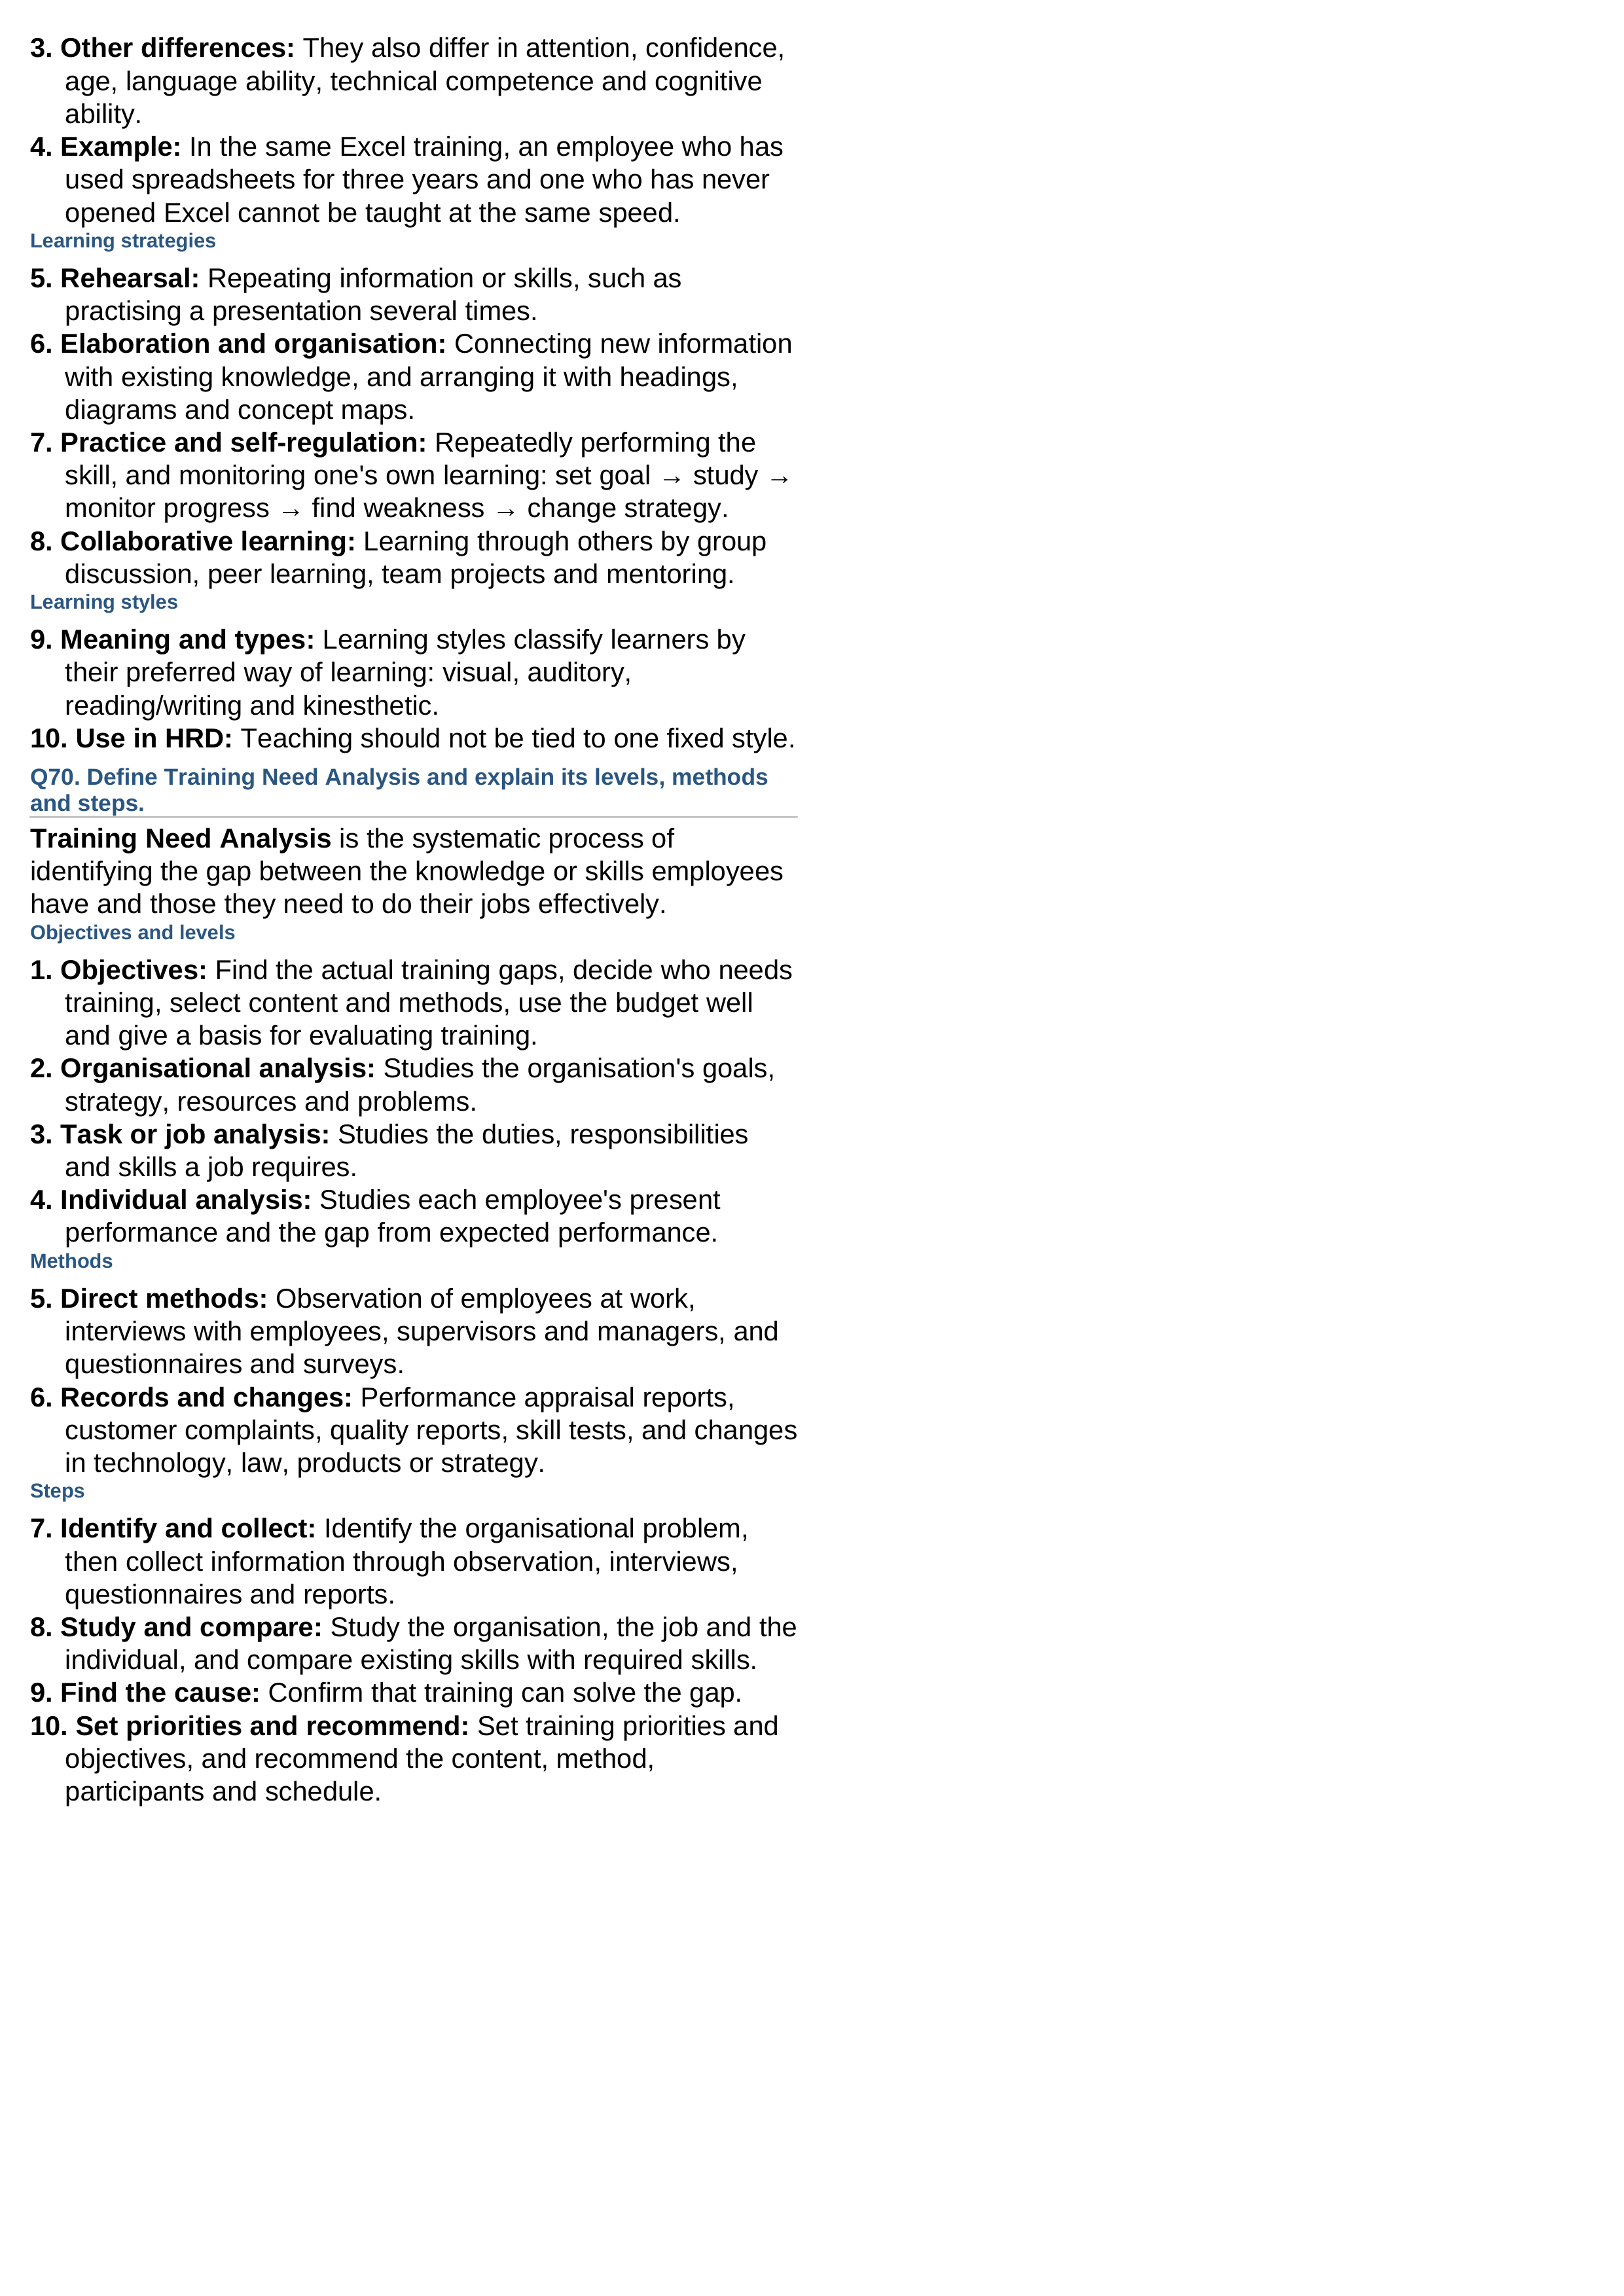 3. Other differences: They also differ in attention, confidence,
age, language ability, technical competence and cognitive
ability.
4. Example: In the same Excel training, an employee who has
used spreadsheets for three years and one who has never
opened Excel cannot be taught at the same speed.
Learning strategies
5. Rehearsal: Repeating information or skills, such as
practising a presentation several times.
6. Elaboration and organisation: Connecting new information
with existing knowledge, and arranging it with headings,
diagrams and concept maps.
7. Practice and self-regulation: Repeatedly performing the
skill, and monitoring one's own learning: set goal → study →
monitor progress → find weakness → change strategy.
8. Collaborative learning: Learning through others by group
discussion, peer learning, team projects and mentoring.
Learning styles
9. Meaning and types: Learning styles classify learners by
their preferred way of learning: visual, auditory,
reading/writing and kinesthetic.
10. Use in HRD: Teaching should not be tied to one fixed style.
Q70. Define Training Need Analysis and explain its levels, methods
and steps.
Training Need Analysis is the systematic process of
identifying the gap between the knowledge or skills employees
have and those they need to do their jobs effectively.
Objectives and levels
1. Objectives: Find the actual training gaps, decide who needs
training, select content and methods, use the budget well
and give a basis for evaluating training.
2. Organisational analysis: Studies the organisation's goals,
strategy, resources and problems.
3. Task or job analysis: Studies the duties, responsibilities
and skills a job requires.
4. Individual analysis: Studies each employee's present
performance and the gap from expected performance.
Methods
5. Direct methods: Observation of employees at work,
interviews with employees, supervisors and managers, and
questionnaires and surveys.
6. Records and changes: Performance appraisal reports,
customer complaints, quality reports, skill tests, and changes
in technology, law, products or strategy.
Steps
7. Identify and collect: Identify the organisational problem,
then collect information through observation, interviews,
questionnaires and reports.
8. Study and compare: Study the organisation, the job and the
individual, and compare existing skills with required skills.
9. Find the cause: Confirm that training can solve the gap.
10. Set priorities and recommend: Set training priorities and
objectives, and recommend the content, method,
participants and schedule.